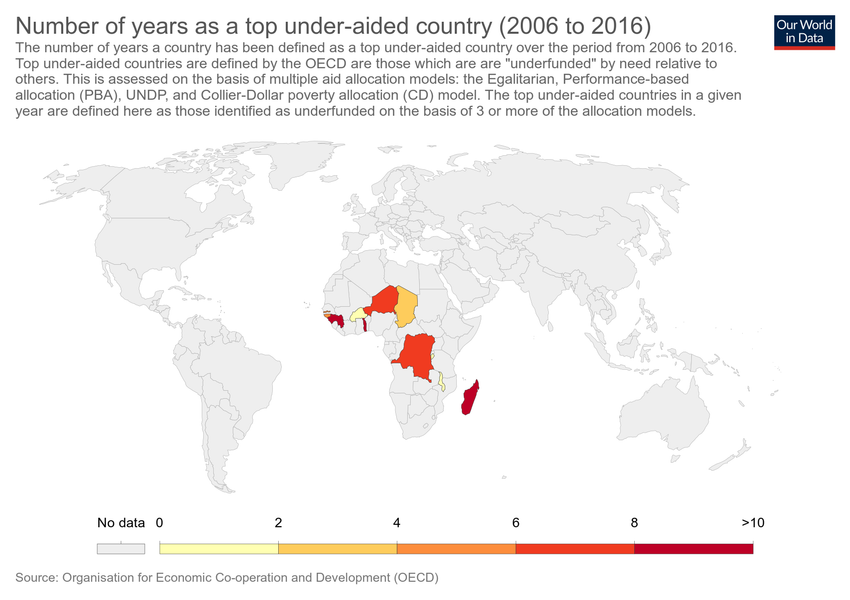 Number of years as a top under-aided country (2006 to 2016)
Our World
in Data
The number of years a country has been defined as a top under-aided country over the period from 2006 to 2016.
Top under-aided countries are defined by the OECD are those which are are "underfunded" by need relative to
others. This is assessed on the basis of multiple aid allocation models: the Egalitarian, Performance-based
allocation (PBA), UNDP, and Collier-Dollar poverty allocation (CD) model. The top under-aided countries in a given
year are defined here as those identified as underfunded on the basis of 3 or more of the allocation models.
No data 0 2 4 6 8 >10
Source: Organisation for Economic Co-operation and Development (OECD)